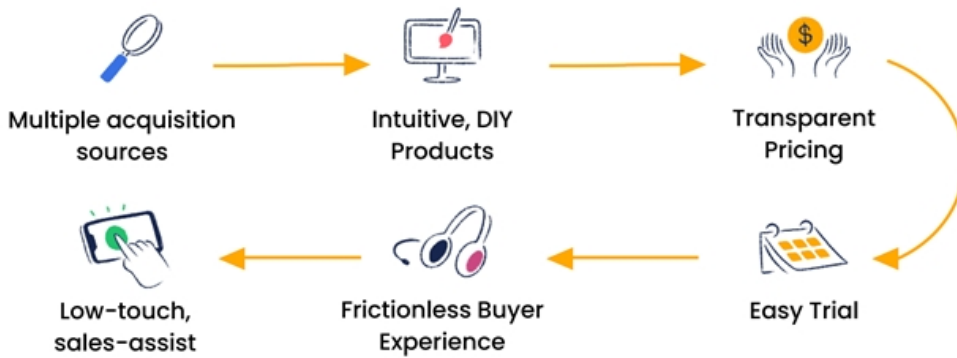 $
Multiple acquisition
sources
Intuitive, DIY
Products
Transparent
Pricing
Easy Trial
Frictionless Buyer
Experience
Low-touch,
sales-assist